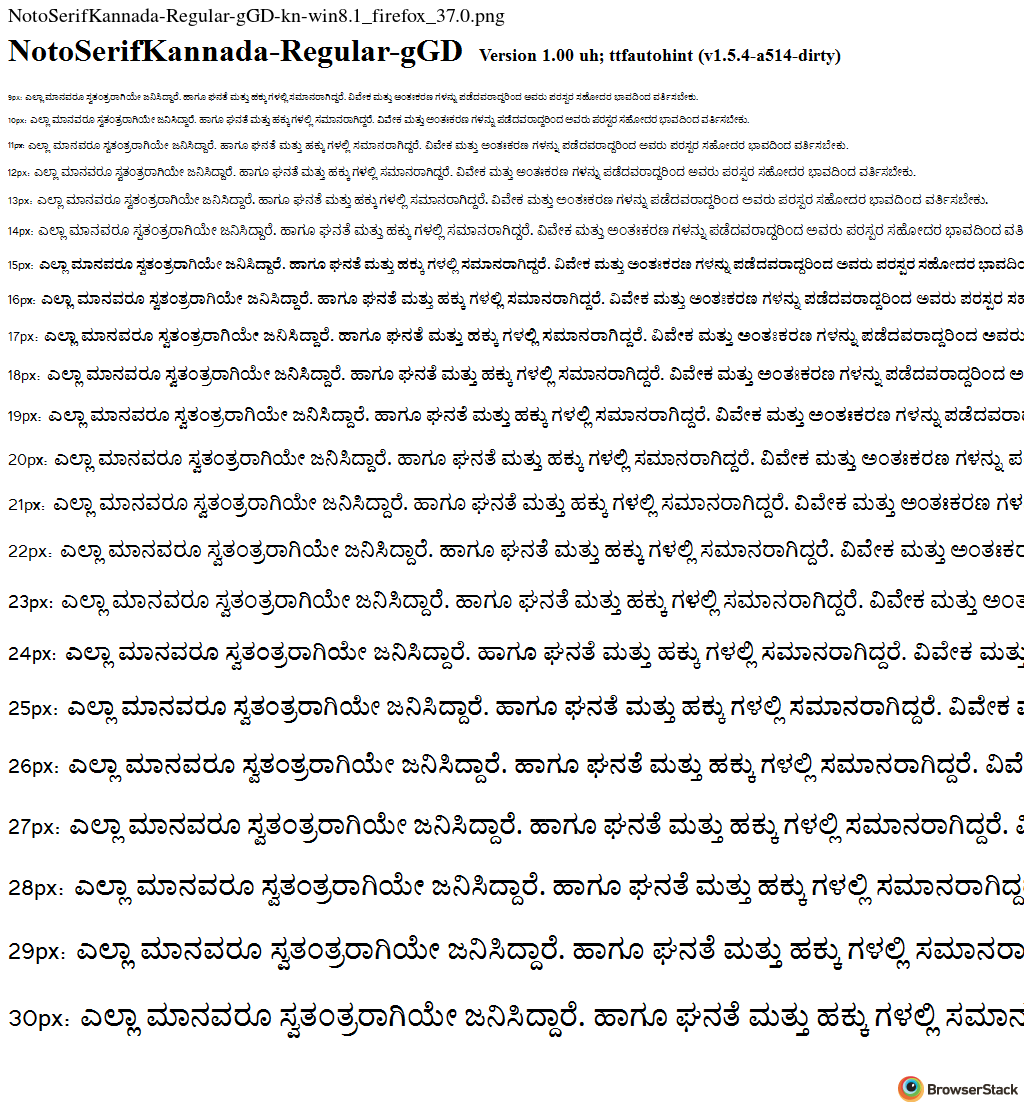 NotoSerifKannada-Regular-gGD-kn-win8.1_firefox_37.0.png
NotoSerifKannada-Regular-gGD Version 1.00 uh; ttfautohint (v1.5.4-a514-dirty)
9px: ಎಲ್ಲಾ ಮಾನವರೂ ಸ್ವತಂತ್ರರಾಗಿಯೇ ಜನಿಸಿದ್ದಾರೆ. ಹಾಗೂ ಘನತೆ ಮತ್ತು ಹಕ್ಕು ಗಳಲ್ಲಿ ಸಮಾನರಾಗಿದ್ದರೆ. ವಿವೇಕ ಮತ್ತು ಅಂತಃಕರಣ ಗಳನ್ನು ಪಡೆದವರಾದ್ದರಿಂದ ಅವರು ಪರಸ್ಪರ ಸಹೋದರ ಭಾವದಿಂದ ವರ್ತಿಸಬೇಕು.
10px: ಎಲ್ಲಾ ಮಾನವರೂ ಸ್ವತಂತ್ರರಾಗಿಯೇ ಜನಿಸಿದ್ದಾರೆ. ಹಾಗೂ ಘನತೆ ಮತ್ತು ಹಕ್ಕು ಗಳಲ್ಲಿ ಸಮಾನರಾಗಿದ್ದರೆ. ವಿವೇಕ ಮತ್ತು ಅಂತಃಕರಣ ಗಳನ್ನು ಪಡೆದವರಾದ್ದರಿಂದ ಅವರು ಪರಸ್ಪರ ಸಹೋದರ ಭಾವದಿಂದ ವರ್ತಿಸಬೇಕು.
11px: ಎಲ್ಲಾ ಮಾನವರೂ ಸ್ವತಂತ್ರರಾಗಿಯೇ ಜನಿಸಿದ್ದಾರೆ. ಹಾಗೂ ಘನತೆ ಮತ್ತು ಹಕ್ಕು ಗಳಲ್ಲಿ ಸಮಾನರಾಗಿದ್ದರೆ. ವಿವೇಕ ಮತ್ತು ಅಂತಃಕರಣ ಗಳನ್ನು ಪಡೆದವರಾದ್ದರಿಂದ ಅವರು ಪರಸ್ಪರ ಸಹೋದರ ಭಾವದಿಂದ ವರ್ತಿಸಬೇಕು.
12px: ಎಲ್ಲಾ ಮಾನವರೂ ಸ್ವತಂತ್ರರಾಗಿಯೇ ಜನಿಸಿದ್ದಾರೆ. ಹಾಗೂ ಘನತೆ ಮತ್ತು ಹಕ್ಕು ಗಳಲ್ಲಿ ಸಮಾನರಾಗಿದ್ದರೆ. ವಿವೇಕ ಮತ್ತು ಅಂತಃಕರಣ ಗಳನ್ನು ಪಡೆದವರಾದ್ದರಿಂದ ಅವರು ಪರಸ್ಪರ ಸಹೋದರ ಭಾವದಿಂದ ವರ್ತಿಸಬೇಕು.
13px: ಎಲ್ಲಾ ಮಾನವರೂ ಸ್ವತಂತ್ರರಾಗಿಯೇ ಜನಿಸಿದ್ದಾರೆ. ಹಾಗೂ ಘನತೆ ಮತ್ತು ಹಕ್ಕು ಗಳಲ್ಲಿ ಸಮಾನರಾಗಿದ್ದರೆ. ವಿವೇಕ ಮತ್ತು ಅಂತಃಕರಣ ಗಳನ್ನು ಪಡೆದವರಾದ್ದರಿಂದ ಅವರು ಪರಸ್ಪರ ಸಹೋದರ ಭಾವದಿಂದ ವರ್ತಿಸಬೇಕು.
14px: ಎಲ್ಲಾ ಮಾನವರೂ ಸ್ವತಂತ್ರರಾಗಿಯೇ ಜನಿಸಿದ್ದಾರೆ. ಹಾಗೂ ಘನತೆ ಮತ್ತು ಹಕ್ಕು ಗಳಲ್ಲಿ ಸಮಾನರಾಗಿದ್ದರೆ. ವಿವೇಕ ಮತ್ತು ಅಂತಃಕರಣ ಗಳನ್ನು ಪಡೆದವರಾದ್ದರಿಂದ ಅವರು ಪರಸ್ಪರ ಸಹೋದರ ಭಾವದಿಂದ
15px: ಎಲ್ಲಾ ಮಾನವರೂ ಸ್ವತಂತ್ರರಾಗಿಯೇ ಜನಿಸಿದ್ದಾರೆ. ಹಾಗೂ ಘನತೆ ಮತ್ತು ಹಕ್ಕು ಗಳಲ್ಲಿ ಸಮಾನರಾಗಿದ್ದರೆ. ವಿವೇಕ ಮತ್ತು ಅಂತಃಕರಣ ಗಳನ್ನು ಪಡೆದವರಾದ್ದರಿಂದ ಅವರು ಪರಸ್ಪರ ಸಹೋದರ
16px: ಎಲ್ಲಾ ಮಾನವರೂ ಸ್ವತಂತ್ರರಾಗಿಯೇ ಜನಿಸಿದ್ದಾರೆ. ಹಾಗೂ ಘನತೆ ಮತ್ತು ಹಕ್ಕು ಗಳಲ್ಲಿ ಸಮಾನರಾಗಿದ್ದರೆ. ವಿವೇಕ ಮತ್ತು ಅಂತಃಕರಣ ಗಳನ್ನು ಪಡೆದವರಾದ್ದರಿಂದ ಅವರು ಪರಸ್ಪರ
17px: ಎಲ್ಲಾ ಮಾನವರೂ ಸ್ವತಂತ್ರರಾಗಿಯೇ ಜನಿಸಿದ್ದಾರೆ. ಹಾಗೂ ಘನತೆ ಮತ್ತು ಹಕ್ಕು ಗಳಲ್ಲಿ ಸಮಾನರಾಗಿದ್ದರೆ. ವಿವೇಕ ಮತ್ತು ಅಂತಃಕರಣ ಗಳನ್ನು ಪಡೆದವರಾದ್ದರಿಂದ ಅವರು
18px: ಎಲ್ಲಾ ಮಾನವರೂ ಸ್ವತಂತ್ರರಾಗಿಯೇ ಜನಿಸಿದ್ದಾರೆ. ಹಾಗೂ ಘನತೆ ಮತ್ತು ಹಕ್ಕು ಗಳಲ್ಲಿ ಸಮಾನರಾಗಿದ್ದರೆ. ವಿವೇಕ ಮತ್ತು ಅಂತಃಕರಣ ಗಳನ್ನು ಪಡೆದವರಾದ್ದರಿಂದ ಅ
19px: ಎಲ್ಲಾ ಮಾನವರೂ ಸ್ವತಂತ್ರರಾಗಿಯೇ ಜನಿಸಿದ್ದಾರೆ. ಹಾಗೂ ಘನತೆ ಮತ್ತು ಹಕ್ಕು ಗಳಲ್ಲಿ ಸಮಾನರಾಗಿದ್ದರೆ. ವಿವೇಕ ಮತ್ತು ಅಂತಃಕರಣ ಗಳನ್ನು ಪಡೆದವರಾ
20px: ಎಲ್ಲಾ ಮಾನವರೂ ಸ್ವತಂತ್ರರಾಗಿಯೇ ಜನಿಸಿದ್ದಾರೆ. ಹಾಗೂ ಘನತೆ ಮತ್ತು ಹಕ್ಕು ಗಳಲ್ಲಿ ಸಮಾನರಾಗಿದ್ದರೆ. ವಿವೇಕ ಮತ್ತು ಅಂತಃಕರಣ ಗಳನ್ನು ಪ
21px: ಎಲ್ಲಾ ಮಾನವರೂ ಸ್ವತಂತ್ರರಾಗಿಯೇ ಜನಿಸಿದ್ದಾರೆ. ಹಾಗೂ ಘನತೆ ಮತ್ತು ಹಕ್ಕು ಗಳಲ್ಲಿ ಸಮಾನರಾಗಿದ್ದರೆ. ವಿವೇಕ ಮತ್ತು ಅಂತಃಕರಣ ಗಳ
22px: ಎಲ್ಲಾ ಮಾನವರೂ ಸ್ವತಂತ್ರರಾಗಿಯೇ ಜನಿಸಿದ್ದಾರೆ. ಹಾಗೂ ಘನತೆ ಮತ್ತು ಹಕ್ಕು ಗಳಲ್ಲಿ ಸಮಾನರಾಗಿದ್ದರೆ. ವಿವೇಕ ಮತ್ತು ಅಂತಃಕರ
23px: ಎಲ್ಲಾ ಮಾನವರೂ ಸ್ವತಂತ್ರರಾಗಿಯೇ ಜನಿಸಿದ್ದಾರೆ. ಹಾಗೂ ಘನತೆ ಮತ್ತು ಹಕ್ಕು ಗಳಲ್ಲಿ ಸಮಾನರಾಗಿದ್ದರೆ. ವಿವೇಕ ಮತ್ತು ಅಂತ
24px: ಎಲ್ಲಾ ಮಾನವರೂ ಸ್ವತಂತ್ರರಾಗಿಯೇ ಜನಿಸಿದ್ದಾರೆ. ಹಾಗೂ ಘನತೆ ಮತ್ತು ಹಕ್ಕು ಗಳಲ್ಲಿ ಸಮಾನರಾಗಿದ್ದರೆ. ವಿವೇಕ ಮತ್ತು
25px: ಎಲ್ಲಾ ಮಾನವರೂ ಸ್ವತಂತ್ರರಾಗಿಯೇ ಜನಿಸಿದ್ದಾರೆ. ಹಾಗೂ ಘನತೆ ಮತ್ತು ಹಕ್ಕು ಗಳಲ್ಲಿ ಸಮಾನರಾಗಿದ್ದರೆ. ವಿವೇಕ
26px: ಎಲ್ಲಾ ಮಾನವರೂ ಸ್ವತಂತ್ರರಾಗಿಯೇ ಜನಿಸಿದ್ದಾರೆ. ಹಾಗೂ ಘನತೆ ಮತ್ತು ಹಕ್ಕು ಗಳಲ್ಲಿ ಸಮಾನರಾಗಿದ್ದರೆ. ವಿವೇ
27px: ಎಲ್ಲಾ ಮಾನವರೂ ಸ್ವತಂತ್ರರಾಗಿಯೇ ಜನಿಸಿದ್ದಾರೆ. ಹಾಗೂ ಘನತೆ ಮತ್ತು ಹಕ್ಕು ಗಳಲ್ಲಿ ಸಮಾನರಾಗಿದ್ದರೆ.
28px: ಎಲ್ಲಾ ಮಾನವರೂ ಸ್ವತಂತ್ರರಾಗಿಯೇ ಜನಿಸಿದ್ದಾರೆ. ಹಾಗೂ ಘನತೆ ಮತ್ತು ಹಕ್ಕು ಗಳಲ್ಲಿ ಸಮಾನರಾಗಿದ್ದ
29px: ಎಲ್ಲಾ ಮಾನವರೂ ಸ್ವತಂತ್ರರಾಗಿಯೇ ಜನಿಸಿದ್ದಾರೆ. ಹಾಗೂ ಘನತೆ ಮತ್ತು ಹಕ್ಕು ಗಳಲ್ಲಿ ಸಮಾನರಾ
30px: ಎಲ್ಲಾ ಮಾನವರೂ ಸ್ವತಂತ್ರರಾಗಿಯೇ ಜನಿಸಿದ್ದಾರೆ. ಹಾಗೂ ಘನತೆ ಮತ್ತು ಹಕ್ಕು ಗಳಲ್ಲಿ ಸಮಾನ
BrowserStack